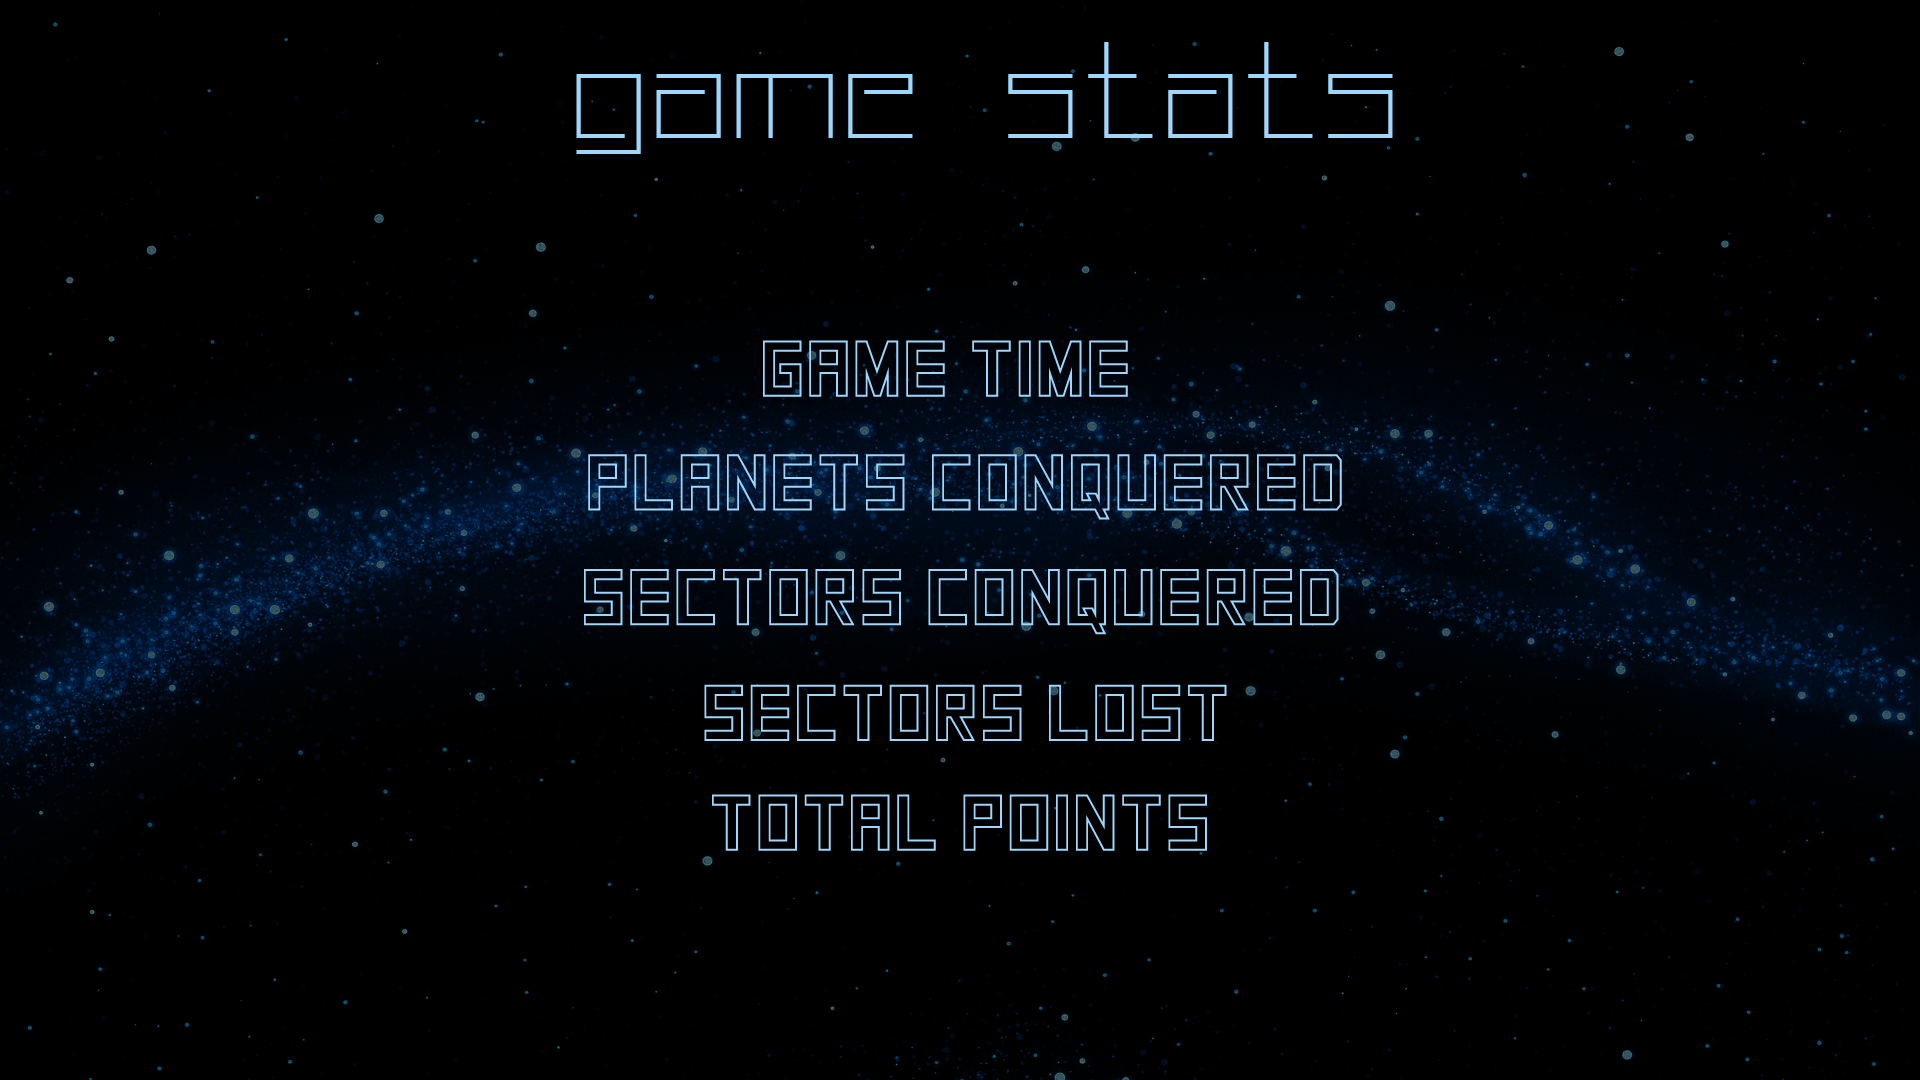 game stats
GAME TIME
PLANETS CONQUERED
SECTORS CONQUERED
SECTORS LOST
TOTAL POINTS